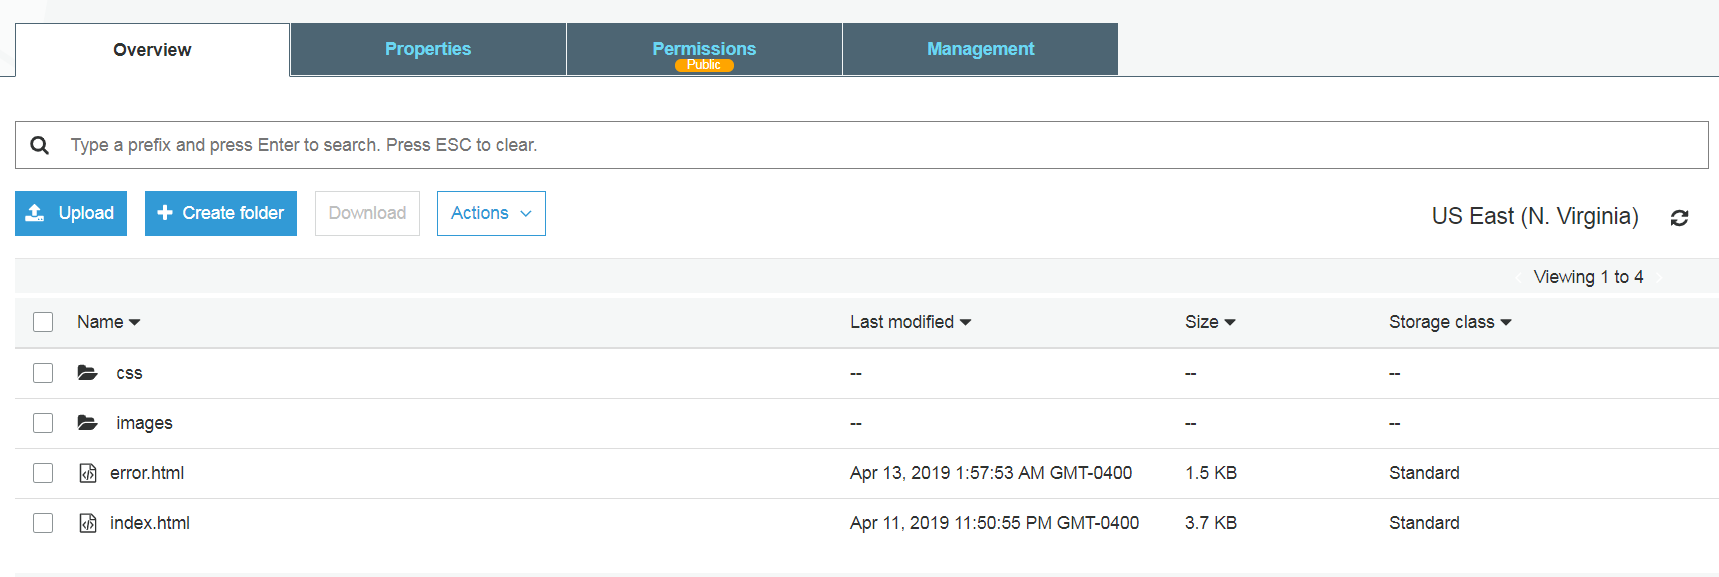 Overview Properties Permissions Management
Public
Type a prefix and press Enter to search. Press ESC to clear.
Upload Create folder Download Actions
US East (N. Virginia)
Viewing 1 to 4
Name Last modified Size Storage class
css -- -- --
images -- -- --
error.html Apr 13, 2019 1:57:53 AM GMT-0400 1.5 KB Standard
index.html Apr 11, 2019 11:50:55 PM GMT-0400 3.7 KB Standard